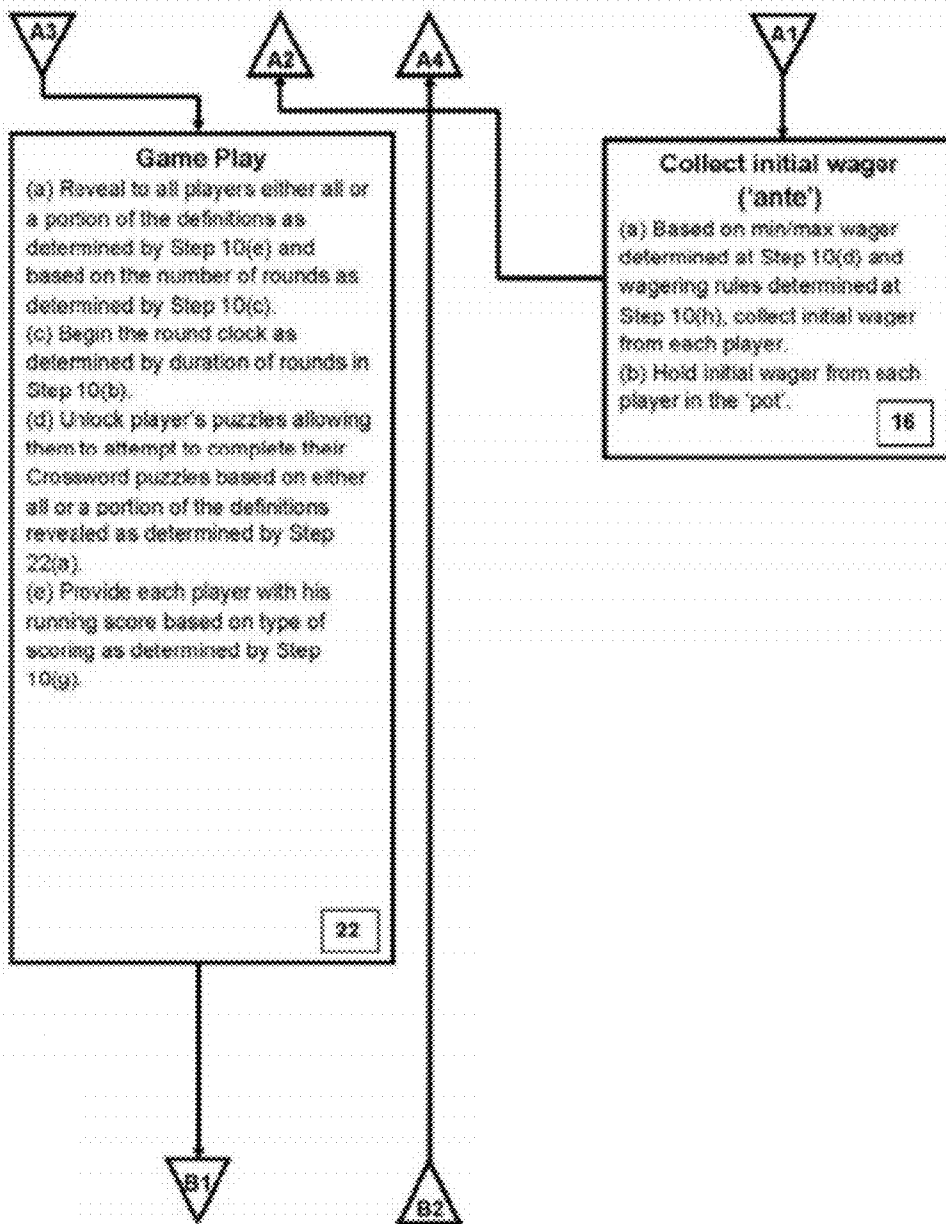 A3
A2
A4
A1
Game Play
(a) Reveal to all players either all or
a portion of the definitions as
determined by Step 10(e) and
based on the number of rounds as
determined by Step 10(c).
(c) Begin the round clock as
determined by duration of rounds in
Step 10(b).
(d) Unlock player's puzzles allowing
them to attempt to complete their
Crossword puzzles based on either
all or a portion of the definitions
revealed as determined by Step
22(a).
(e) Provide each player with his
running score based on type of
scoring as determined by Step
10(g).
22
Collect initial wager
('ante')
(a) Based on min/max wager
determined at Step 10(d) and
wagering rules determined at
Step 10(h), collect initial wager
from each player.
(b) Hold initial wager from each
player in the 'pot'.
16
B1
B2